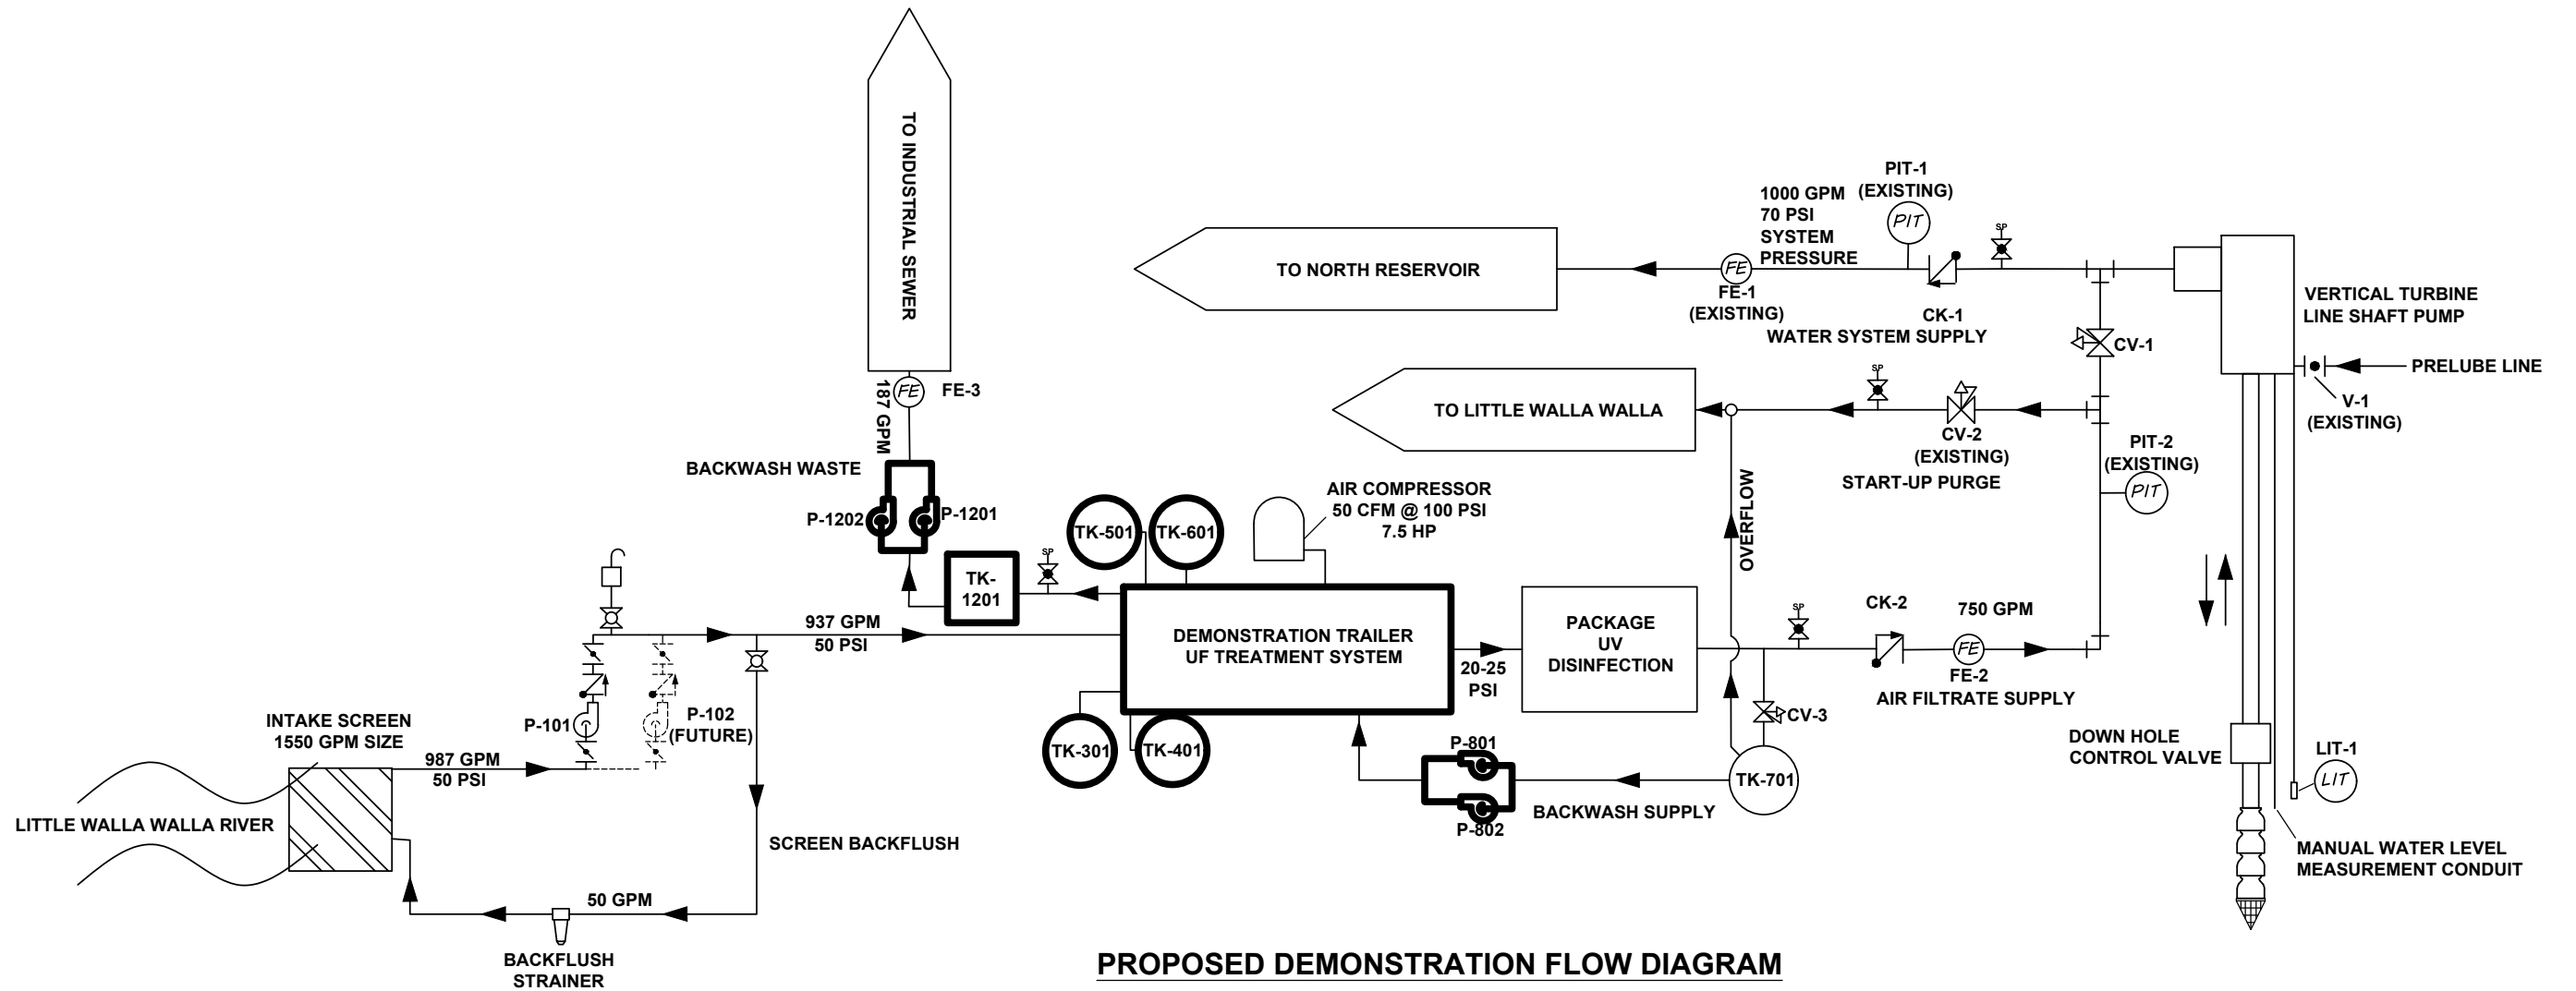 TO INDUSTRIAL SEWER
FE
FE-3
187 GPM
BACKWASH WASTE
P-1202
P-1201
TK-
1201
SP
TK-501
TK-601
AIR COMPRESSOR
50 CFM @ 100 PSI
7.5 HP
TO NORTH RESERVOIR
1000 GPM
70 PSI
SYSTEM
PRESSURE
PIT-1
(EXISTING)
PIT
SP
FE
FE-1
(EXISTING)
CK-1
WATER SYSTEM SUPPLY
VERTICAL TURBINE
LINE SHAFT PUMP
CV-1
PRELUBE LINE
V-1
(EXISTING)
TO LITTLE WALLA WALLA
SP
CV-2
(EXISTING)
START-UP PURGE
PIT-2
(EXISTING)
PIT
OVERFLOW
937 GPM
50 PSI
DEMONSTRATION TRAILER
UF TREATMENT SYSTEM
20-25
PSI
PACKAGE
UV
DISINFECTION
SP
CK-2
750 GPM
FE
FE-2
AIR FILTRATE SUPPLY
CV-3
INTAKE SCREEN
1550 GPM SIZE
P-101
P-102
(FUTURE)
987 GPM
50 PSI
TK-301
TK-401
P-801
P-802
TK-701
BACKWASH SUPPLY
DOWN HOLE
CONTROL VALVE
LIT-1
LIT
LITTLE WALLA WALLA RIVER
SCREEN BACKFLUSH
MANUAL WATER LEVEL
MEASUREMENT CONDUIT
50 GPM
BACKFLUSH
STRAINER
PROPOSED DEMONSTRATION FLOW DIAGRAM